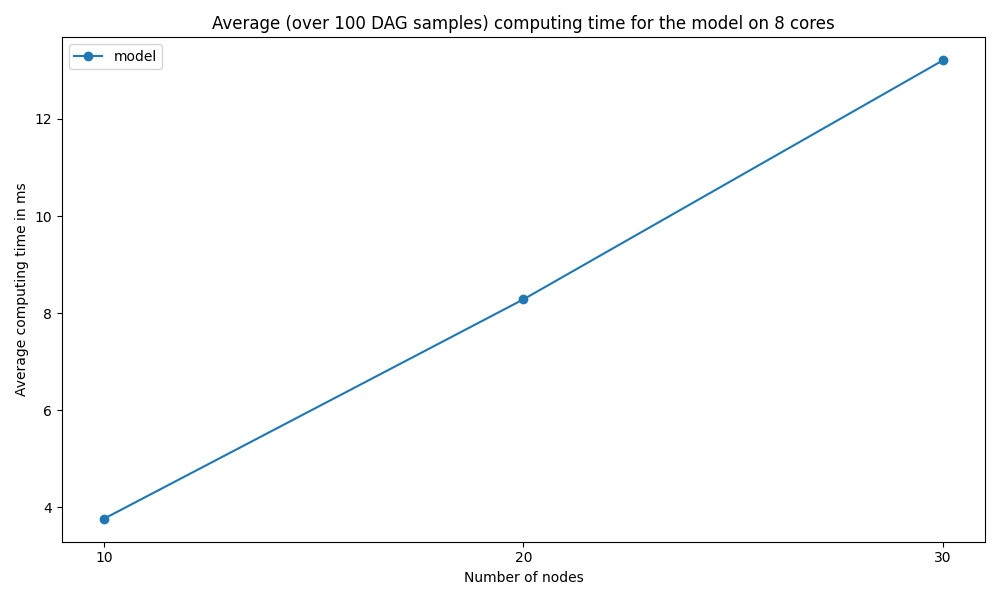 Average (over 100 DAG samples) computing time for the model on 8 cores
model
Average computing time in ms
12
10
8
6
4
10
20
30
Number of nodes